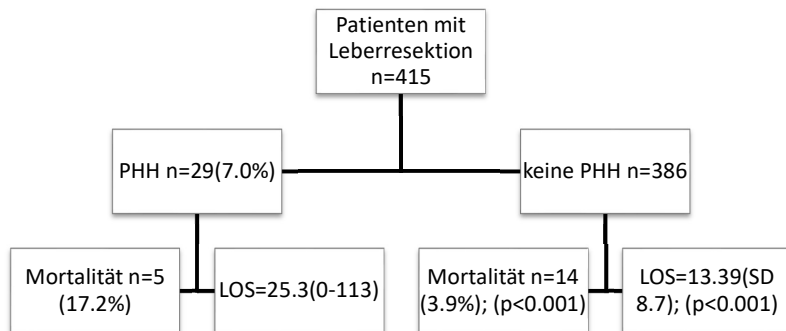 Patienten mit
Leberresektion
n=415
PHH n=29(7.0%)
keine PHH n=386
Mortalität n=5
(17.2%)
LOS=25.3(0-113)
Mortalität n=14
(3.9%); (p<0.001)
LOS=13.39(SD
8.7); (p<0.001)